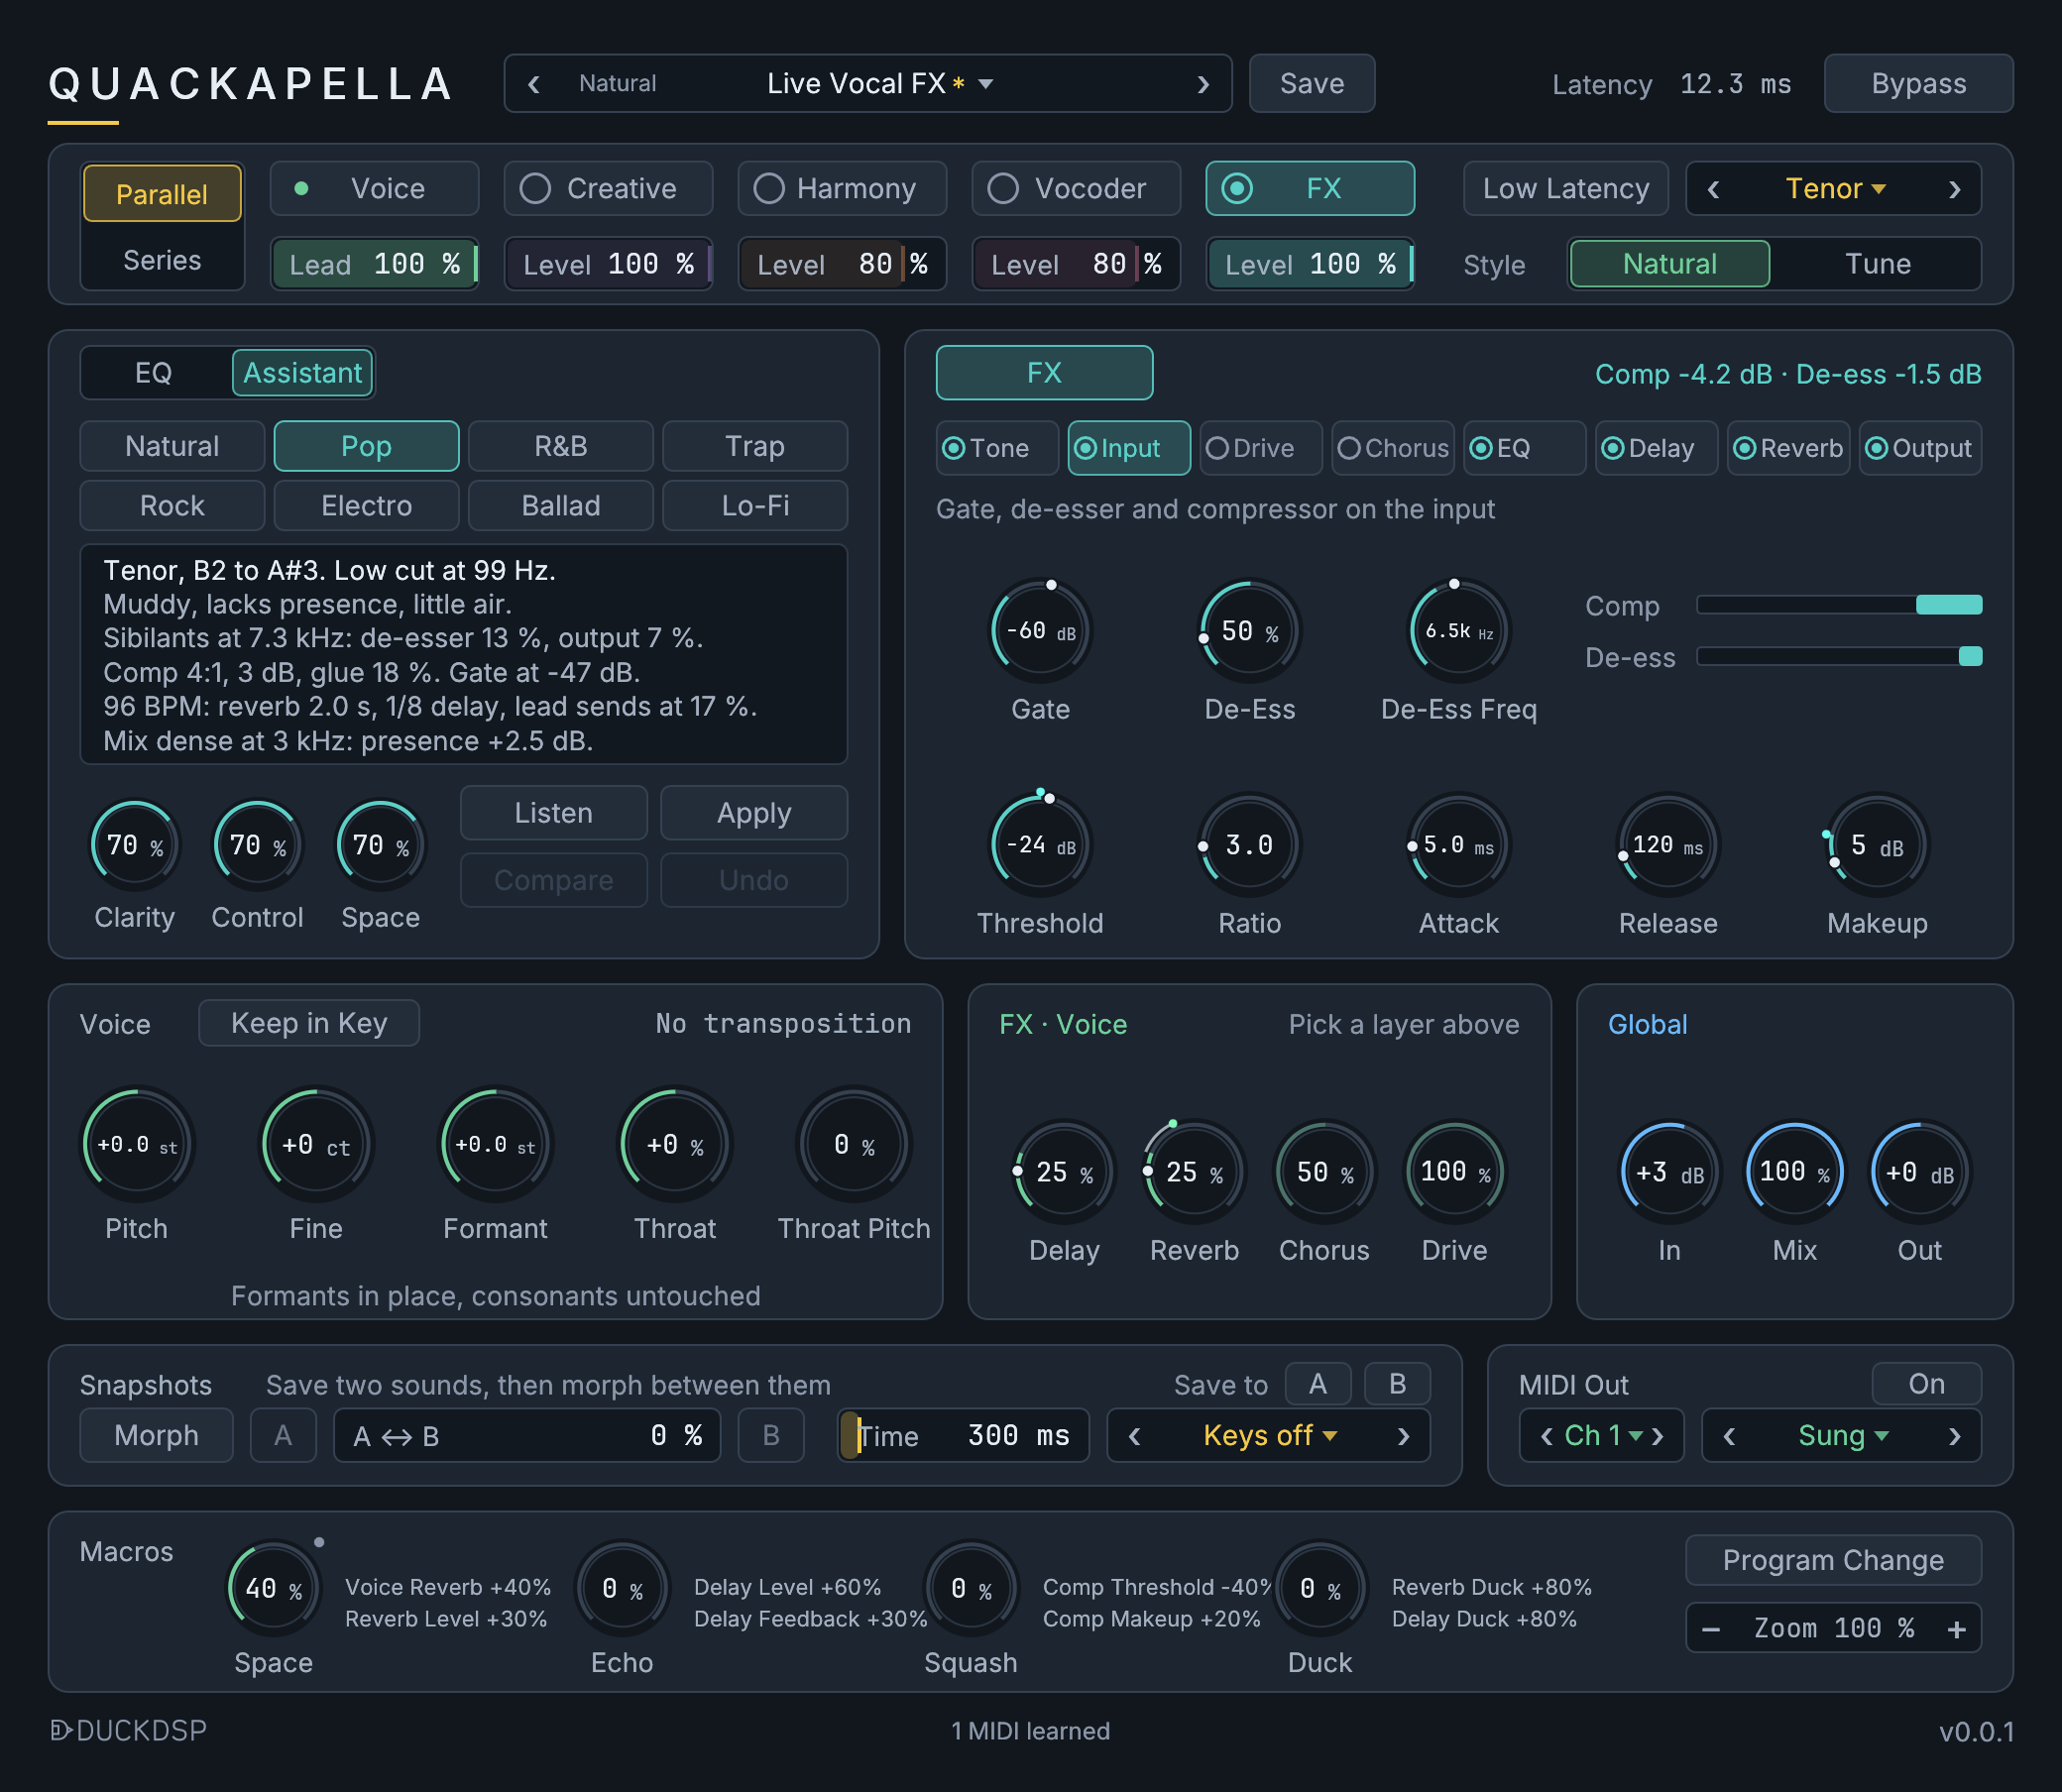 QUACKAPELLA
‹ Natural Live Vocal FX * ›
Save
Latency 12.3 ms
Bypass
Parallel
Voice
Creative
Harmony
Vocoder
FX
Low Latency
‹ Tenor ›
Series
Lead 100 %
Level 100 %
Level 80 %
Level 80 %
Level 100 %
Style
Natural
Tune
EQ
Assistant
Natural
Pop
R&B
Trap
Rock
Electro
Ballad
Lo-Fi
Tenor, B2 to A#3. Low cut at 99 Hz.
Muddy, lacks presence, little air.
Sibilants at 7.3 kHz: de-esser 13 %, output 7 %.
Comp 4:1, 3 dB, glue 18 %. Gate at -47 dB.
96 BPM: reverb 2.0 s, 1/8 delay, lead sends at 17 %.
Mix dense at 3 kHz: presence +2.5 dB.
70 %
70 %
70 %
Clarity
Control
Space
Listen
Apply
Compare
Undo
FX
Comp -4.2 dB · De-ess -1.5 dB
Tone
Input
Drive
Chorus
EQ
Delay
Reverb
Output
Gate, de-esser and compressor on the input
-60 dB
50 %
6.5k Hz
Gate
De-Ess
De-Ess Freq
Comp
De-ess
-24 dB
3.0
5.0 ms
120 ms
5 dB
Threshold
Ratio
Attack
Release
Makeup
Voice
Keep in Key
No transposition
+0.0 st
+0 ct
+0.0 st
+0 %
0 %
Pitch
Fine
Formant
Throat
Throat Pitch
Formants in place, consonants untouched
FX · Voice
Pick a layer above
25 %
25 %
50 %
100 %
Delay
Reverb
Chorus
Drive
Global
+3 dB
100 %
+0 dB
In
Mix
Out
Snapshots
Save two sounds, then morph between them
Save to
A
B
Morph
A
A ↔ B 0 %
B
Time 300 ms
‹ Keys off ›
MIDI Out
On
‹ Ch 1 ›
‹ Sung ›
Macros
40 %
Space
Voice Reverb +40%
Reverb Level +30%
0 %
Echo
Delay Level +60%
Delay Feedback +30%
0 %
Squash
Comp Threshold -40%
Comp Makeup +20%
0 %
Duck
Reverb Duck +80%
Delay Duck +80%
Program Change
− Zoom 100 % +
DUCKDSP
1 MIDI learned
v0.0.1